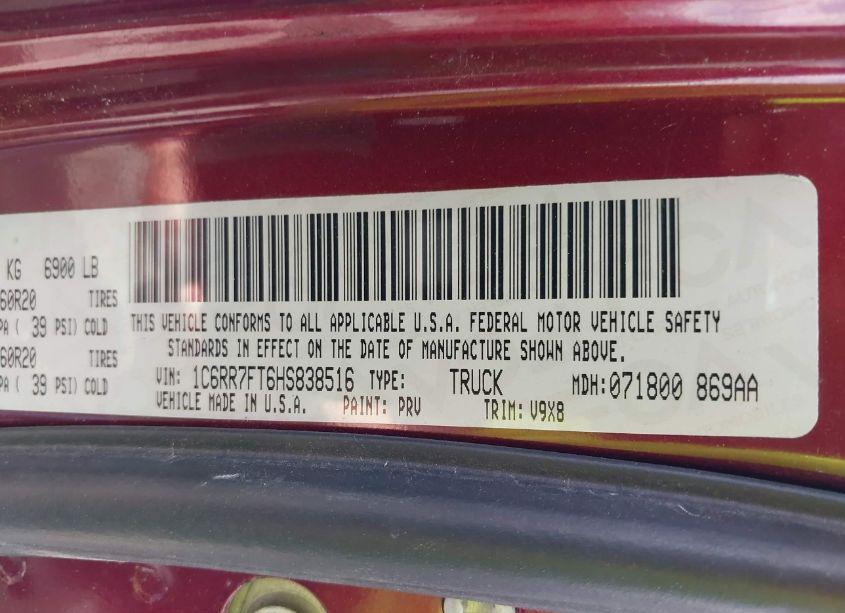 KG 6900 LB
60R20 TIRES
PA ( 39 PSI) COLD
60R20 TIRES
PA ( 39 PSI) COLD
THIS VEHICLE CONFORMS TO ALL APPLICABLE U.S.A. FEDERAL MOTOR VEHICLE SAFETY
STANDARDS IN EFFECT ON THE DATE OF MANUFACTURE SHOWN ABOVE.
VIN: 1C6RR7FT6HS838516 TYPE: TRUCK MDH:071800 869AA
VEHICLE MADE IN U.S.A. PAINT: PRV TRIM: V9X8